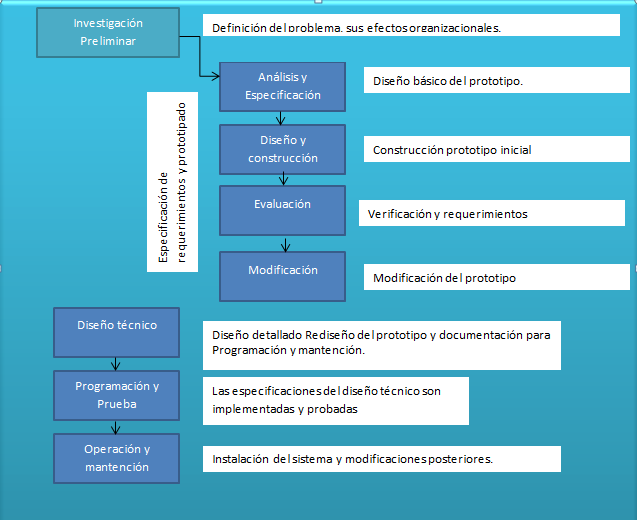 Investigación
Preliminar
Definición del problema, sus efectos organizacionales.
Análisis y
Especificación
Diseño básico del prototipo.
Especificación de
requerimientos y prototipado
Diseño y
construcción
Construcción prototipo inicial
Evaluación
Verificación y requerimientos
Modificación
Modificación del prototipo
Diseño técnico
Diseño detallado Rediseño del prototipo y documentación para
Programación y mantención.
Programación y
Prueba
Las especificaciones del diseño técnico son
implementadas y probadas
Operación y
mantención
Instalación del sistema y modificaciones posteriores.